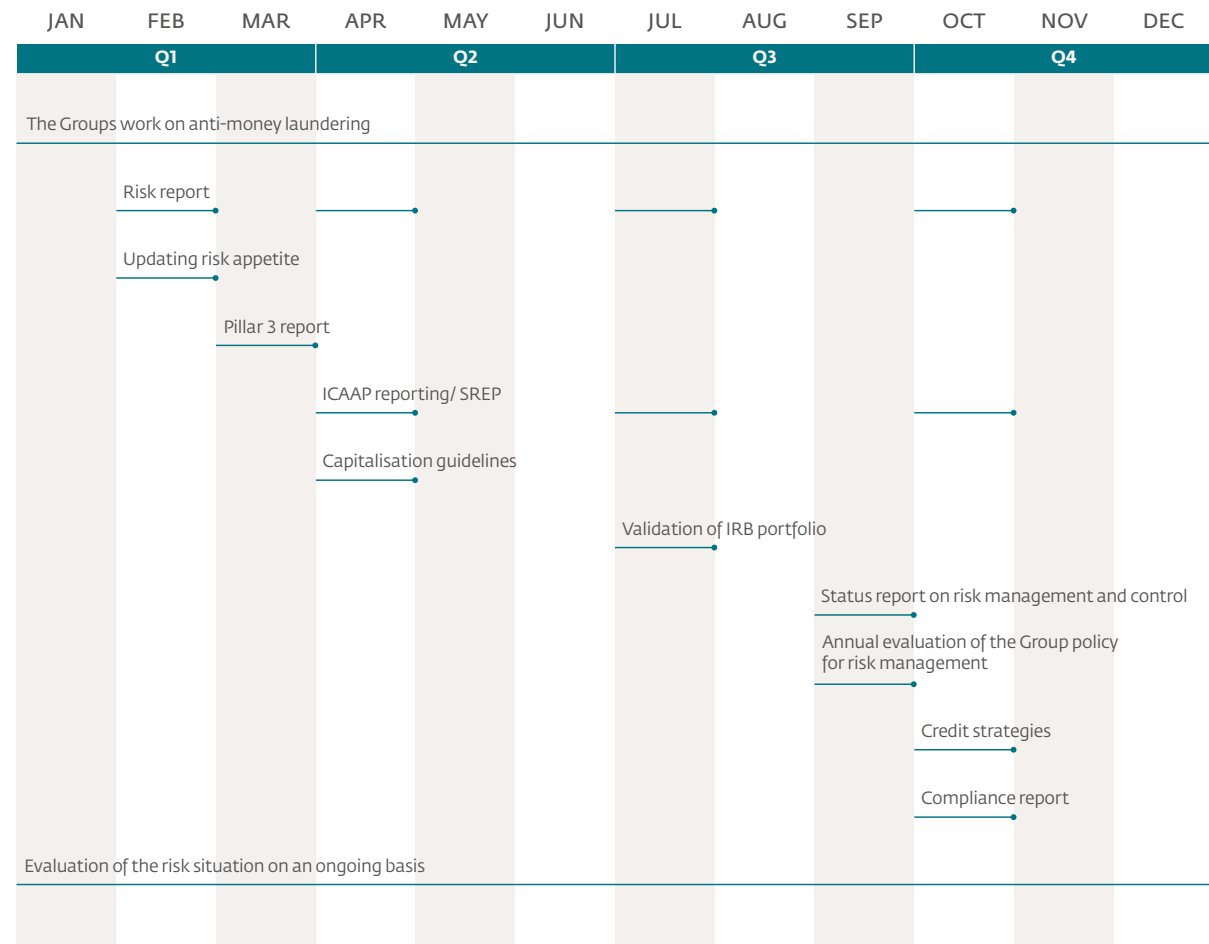 JAN FEB MAR APR MAY JUN JUL AUG SEP OCT NOV DEC
Q1 Q2 Q3 Q4
The Groups work on anti-money laundering
Risk report
Updating risk appetite
Pillar 3 report
ICAAP reporting/ SREP
Capitalisation guidelines
Validation of IRB portfolio
Status report on risk management and control
Annual evaluation of the Group policy
for risk management
Credit strategies
Compliance report
Evaluation of the risk situation on an ongoing basis